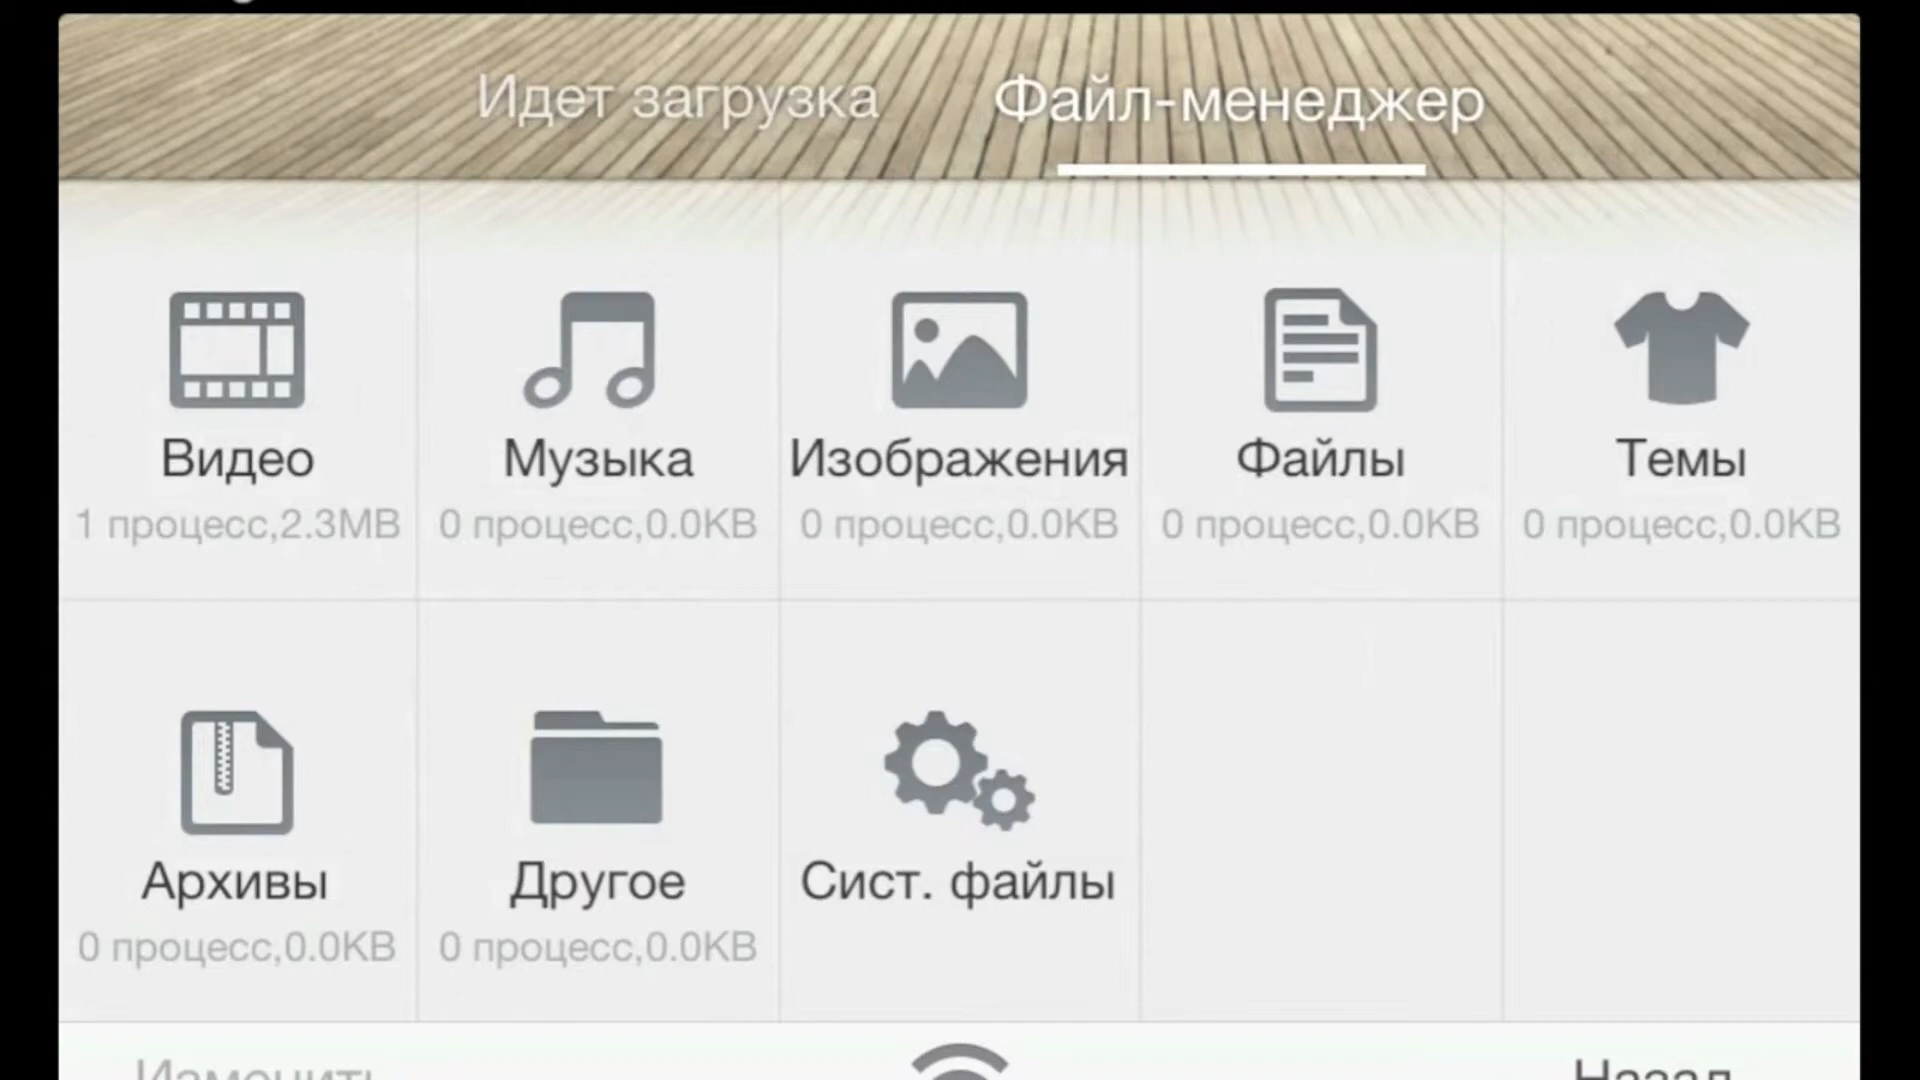 Идет загрузка
Файл-менеджер
Видео
Музыка
Изображения
Файлы
Темы
1 процесс,2.3MB
0 процесс,0.0KB
0 процесс,0.0KB
0 процесс,0.0KB
0 процесс,0.0KB
Архивы
Другое
Сист. файлы
0 процесс,0.0KB
0 процесс,0.0KB
Изменить
Назад